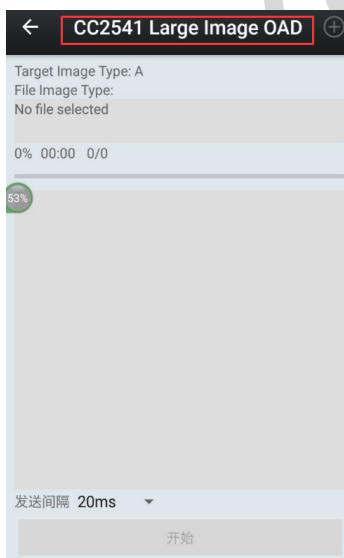 CC2541 Large Image OAD
Target Image Type: A
File Image Type:
No file selected
0% 00:00 0/0
53%
发送间隔 20ms
开始